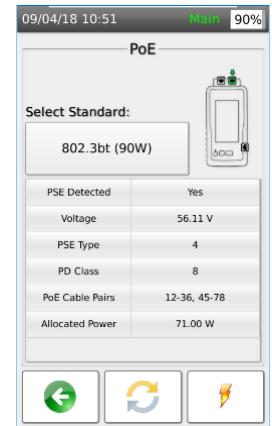 09/04/18 10:51 Main 90%
PoE
Select Standard:
802.3bt (90W)
PSE Detected Yes
Voltage 56.11 V
PSE Type 4
PD Class 8
PoE Cable Pairs 12-36, 45-78
Allocated Power 71.00 W